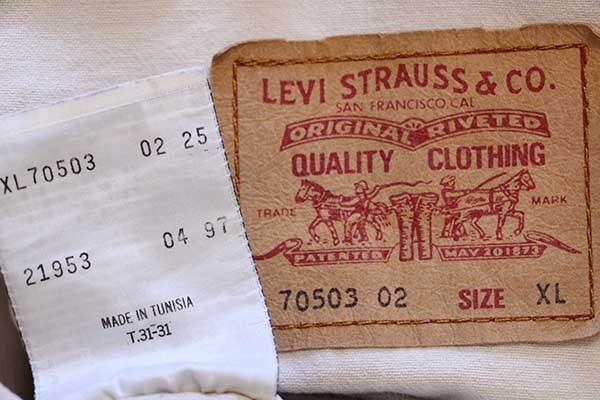 XL70503 02 25
21953 04 97
MADE IN TUNISIA
T.31-31
LEVI STRAUSS & CO.
SAN FRANCISCO,CAL
ORIGINAL RIVETED
QUALITY CLOTHING
TRADE MARK
PATENTED MAY 20 1873
70503 02 SIZE XL